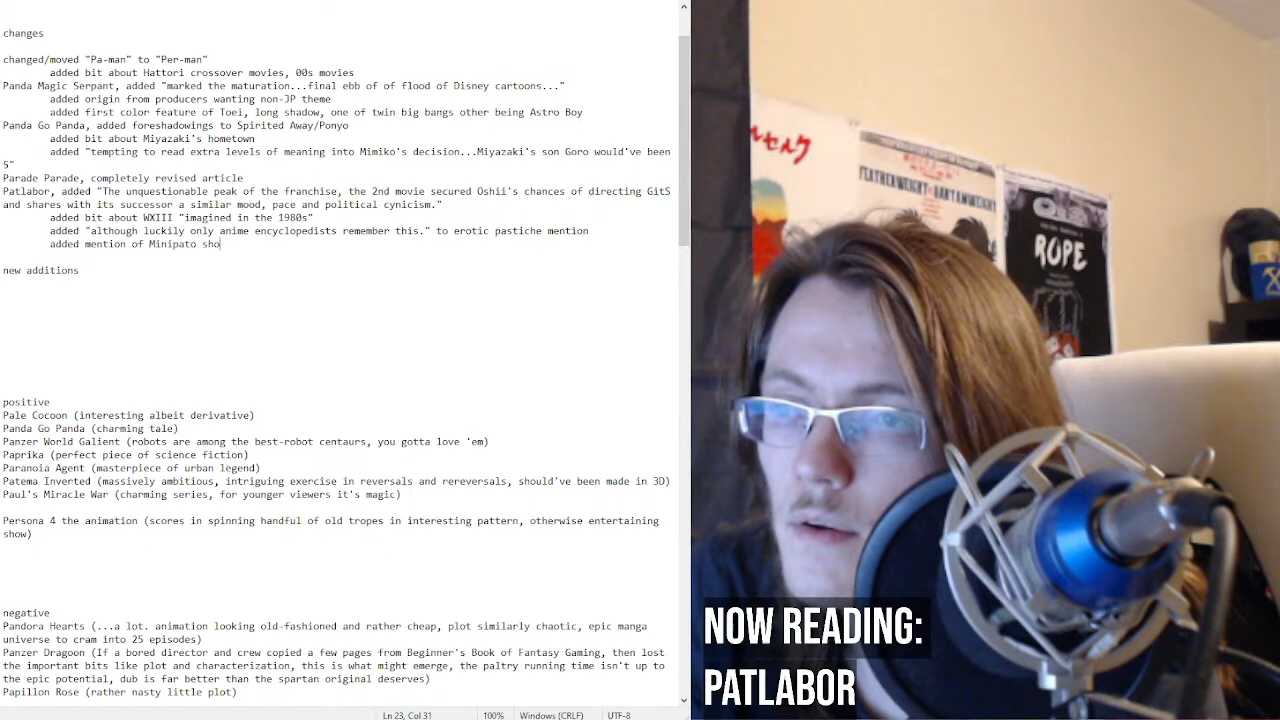 changes
changed/moved "Pa-man" to "Per-man"
added bit about Hattori crossover movies, 00s movies
Panda Magic Serpant, added "marked the maturation...final ebb of of flood of Disney cartoons..."
added origin from producers wanting non-JP theme
added first color feature of Toei, long shadow, one of twin big bangs other being Astro Boy
Panda Go Panda, added foreshadowings to Spirited Away/Ponyo
added bit about Miyazaki's hometown
added "tempting to read extra levels of meaning into Mimiko's decision...Miyazaki's son Goro would've been
5"
Parade Parade, completely revised article
Patlabor, added "The unquestionable peak of the franchise, the 2nd movie secured Oshii's chances of directing GitS
and shares with its successor a similar mood, pace and political cynicism."
added bit about WXIII "imagined in the 1980s"
added "although luckily only anime encyclopedists remember this." to erotic pastiche mention
added mention of Minipato sho
new additions
positive
Pale Cocoon (interesting albeit derivative)
Panda Go Panda (charming tale)
Panzer World Galient (robots are among the best-robot centaurs, you gotta love 'em)
Paprika (perfect piece of science fiction)
Paranoia Agent (masterpiece of urban legend)
Patema Inverted (massively ambitious, intriguing exercise in reversals and rereversals, should've been made in 3D)
Paul's Miracle War (charming series, for younger viewers it's magic)
Persona 4 the animation (scores in spinning handful of old tropes in interesting pattern, otherwise entertaining
show)
negative
Pandora Hearts (...a lot. animation looking old-fashioned and rather cheap, plot similarly chaotic, epic manga
universe to cram into 25 episodes)
Panzer Dragoon (If a bored director and crew copied a few pages from Beginner's Book of Fantasy Gaming, then lost
the important bits like plot and characterization, this is what might emerge, the paltry running time isn't up to
the epic potential, dub is far better than the spartan original deserves)
Papillon Rose (rather nasty little plot)
Ln 23, Col 31 100% Windows (CRLF) UTF-8
ルセルク
FEATHERWEIGHT BANTAMWEIGHT
ROPE
NOW READING:
PATLABOR